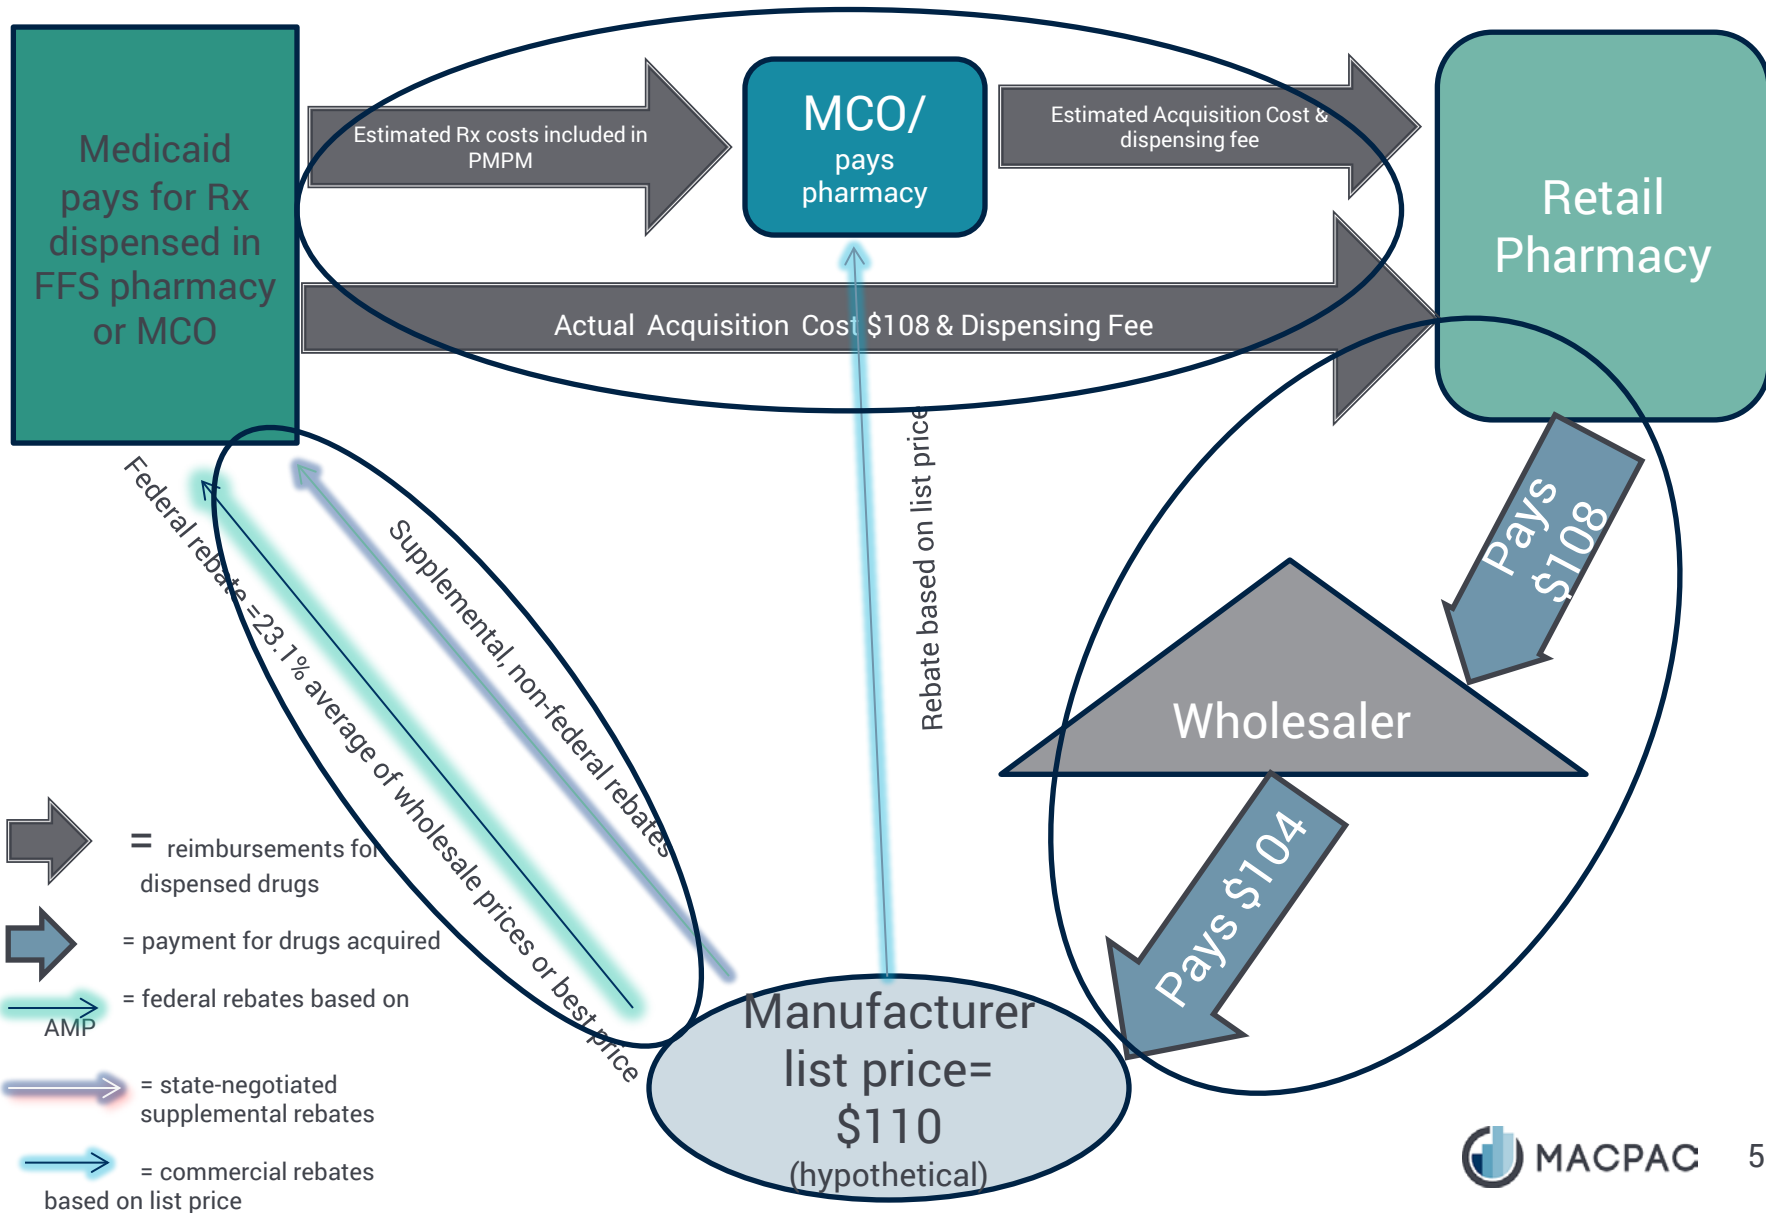 Medicaid
pays for Rx
dispensed in
FFS pharmacy
or MCO
Estimated Rx costs included in
PMPM
MCO/
pays
pharmacy
Estimated Acquisition Cost &
dispensing fee
Retail
Pharmacy
Actual Acquisition Cost $108 & Dispensing Fee
Federal rebate =23.1% average of wholesale prices or best price
Supplemental, non-federal rebates
Rebate based on list price
Pays
$108
Wholesaler
Pays $104
Manufacturer
list price=
$110
(hypothetical)
= reimbursements for
dispensed drugs
= payment for drugs acquired
= federal rebates based on
AMP
= state-negotiated
supplemental rebates
= commercial rebates
based on list price
MACPAC
5